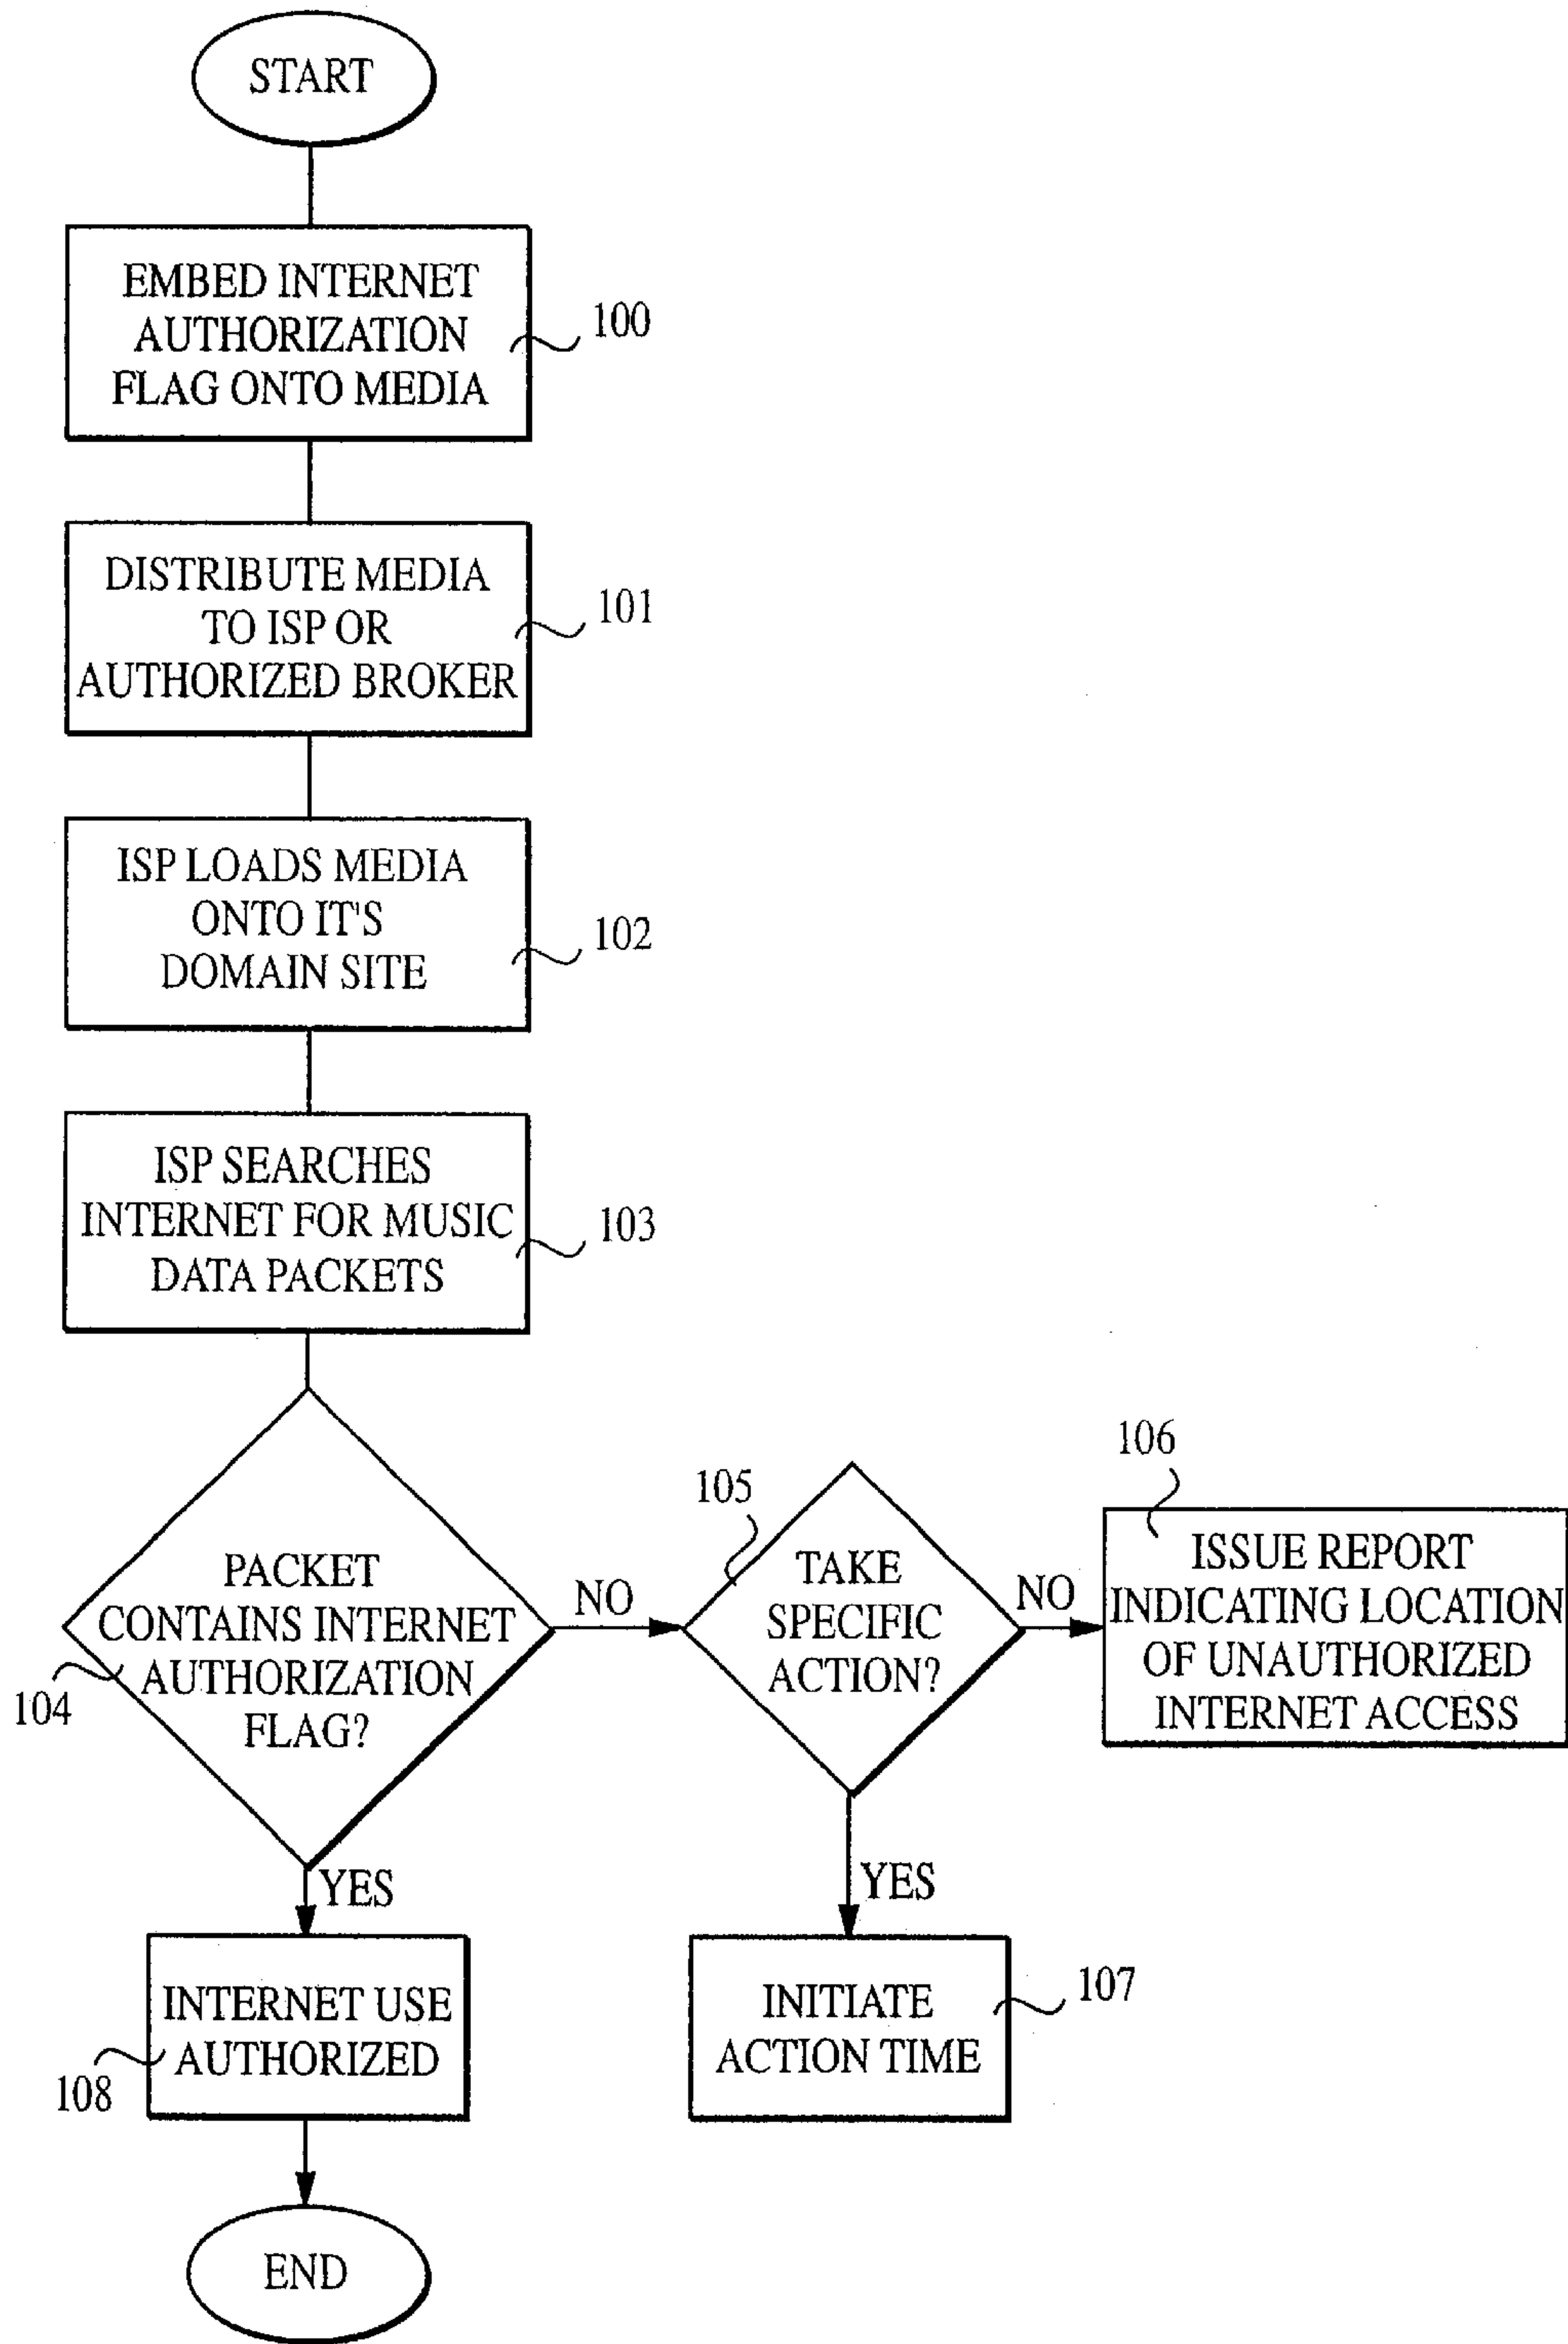 START
EMBED INTERNET
AUTHORIZATION
FLAG ONTO MEDIA
100
DISTRIBUTE MEDIA
TO ISP OR
AUTHORIZED BROKER
101
ISP LOADS MEDIA
ONTO IT'S
DOMAIN SITE
102
ISP SEARCHES
INTERNET FOR MUSIC
DATA PACKETS
103
PACKET
CONTAINS INTERNET
AUTHORIZATION
FLAG?
104
NO
105
TAKE
SPECIFIC
ACTION?
NO
106
ISSUE REPORT
INDICATING LOCATION
OF UNAUTHORIZED
INTERNET ACCESS
YES
YES
INTERNET USE
AUTHORIZED
108
INITIATE
ACTION TIME
107
END